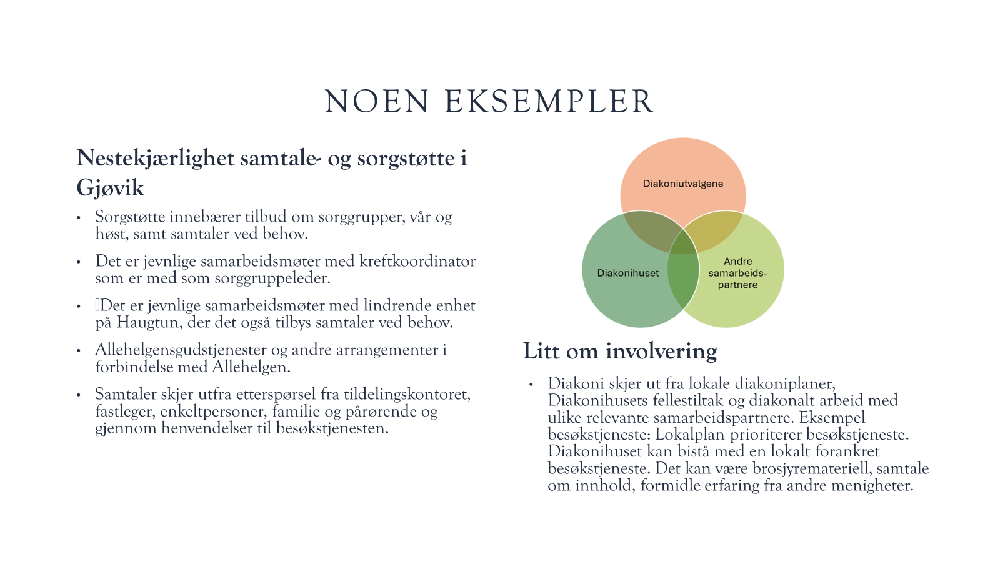 NOEN EKSEMPLER
Nestekjærlighet samtale- og sorgstøtte i
Gjøvik
• Sorgstøtte innebærer tilbud om sorggrupper, vår og
høst, samt samtaler ved behov.
• Det er jevnlige samarbeidsmøter med kreftkoordinator
som er med som sorggruppeleder.
• Det er jevnlige samarbeidsmøter med lindrende enhet
på Haugtun, der det også tilbys samtaler ved behov.
• Allehelgensgudstjenester og andre arrangementer i
forbindelse med Allehelgen.
• Samtaler skjer utfra etterspørsel fra tildelingskontoret,
fastleger, enkeltpersoner, familie og pårørende og
gjennom henvendelser til besøkstjenesten.
Diakoniutvalgene
Diakonihuset
Andre
samarbeids-
partnere
Litt om involvering
• Diakoni skjer ut fra lokale diakoniplaner,
Diakonihusets fellestiltak og diakonalt arbeid med
ulike relevante samarbeidspartnere. Eksempel
besøkstjeneste: Lokalplan prioriterer besøkstjeneste.
Diakonihuset kan bistå med en lokalt forankret
besøkstjeneste. Det kan være brosjyremateriell, samtale
om innhold, formidle erfaring fra andre menigheter.